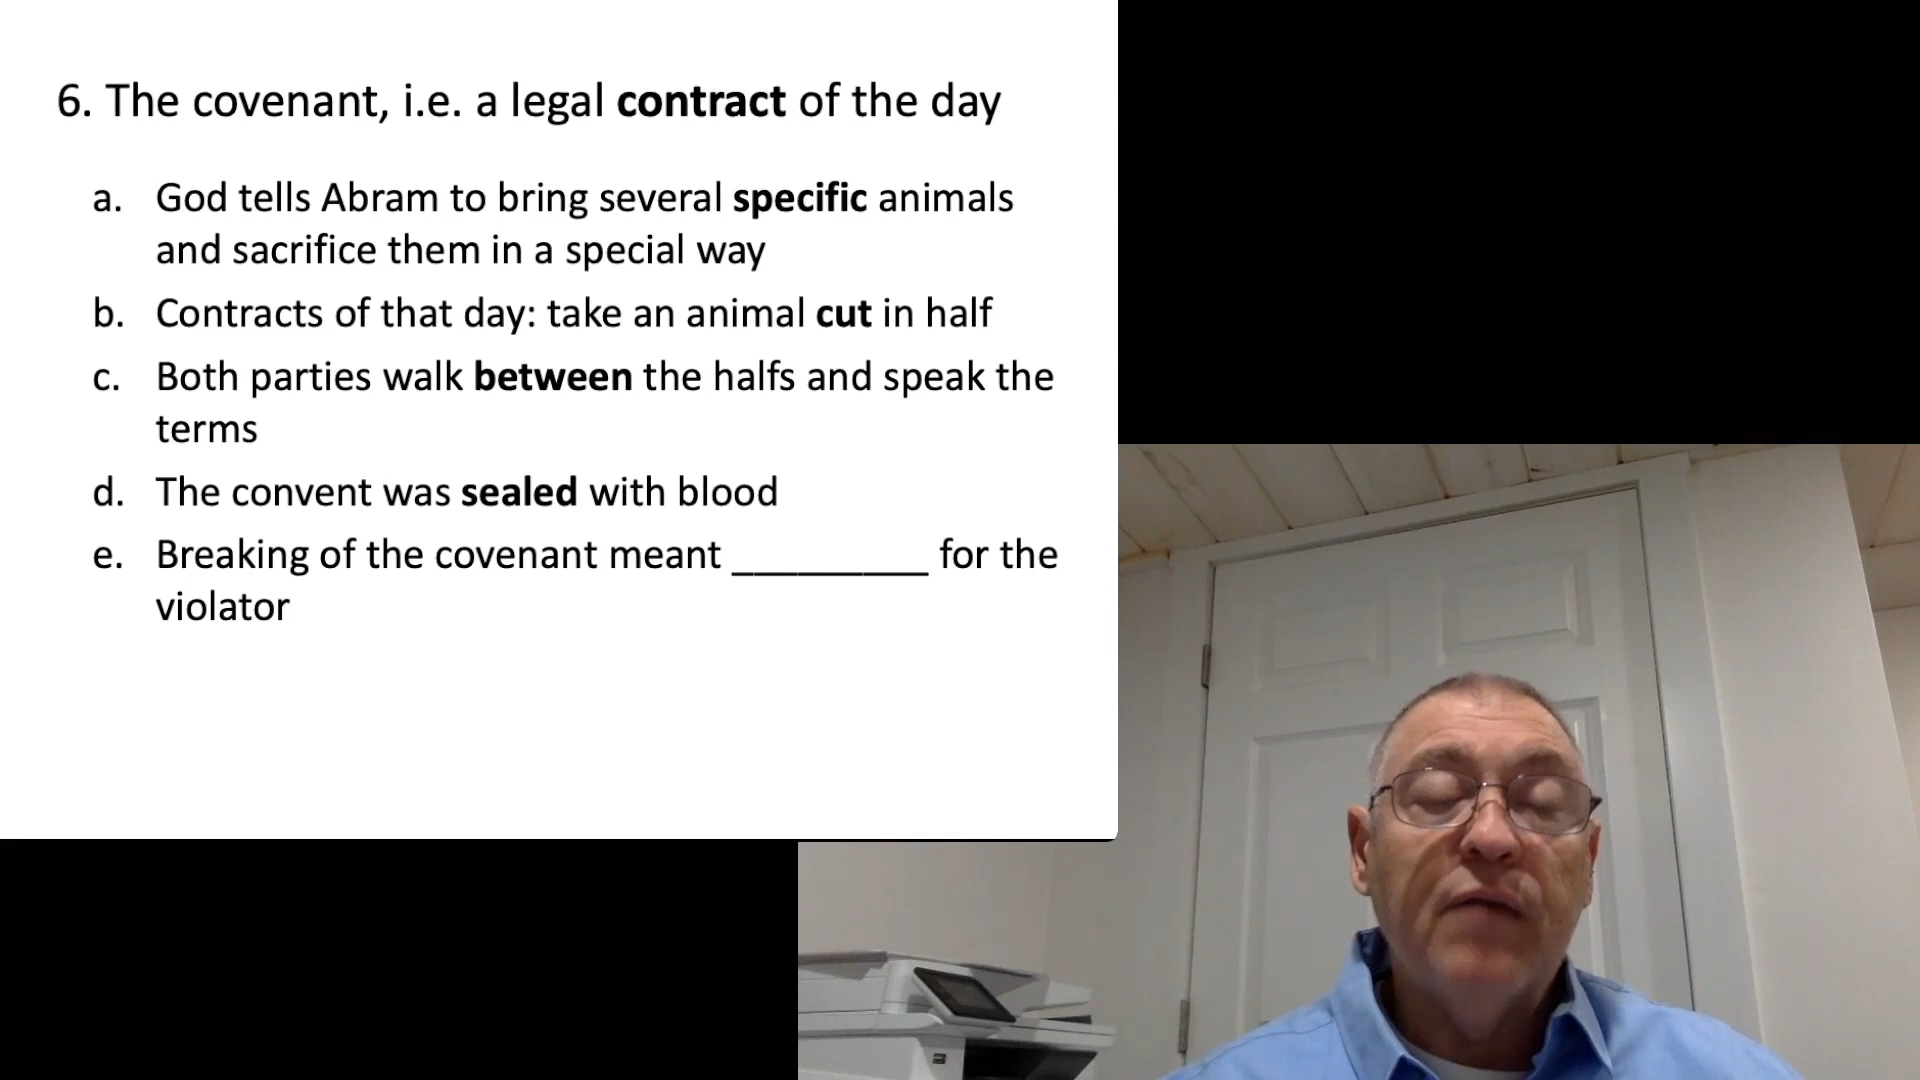 6. The covenant, i.e. a legal contract of the day
a. God tells Abram to bring several specific animals
and sacrifice them in a special way
b. Contracts of that day: take an animal cut in half
c. Both parties walk between the halfs and speak the
terms
d. The convent was sealed with blood
e. Breaking of the covenant meant _________ for the
violator